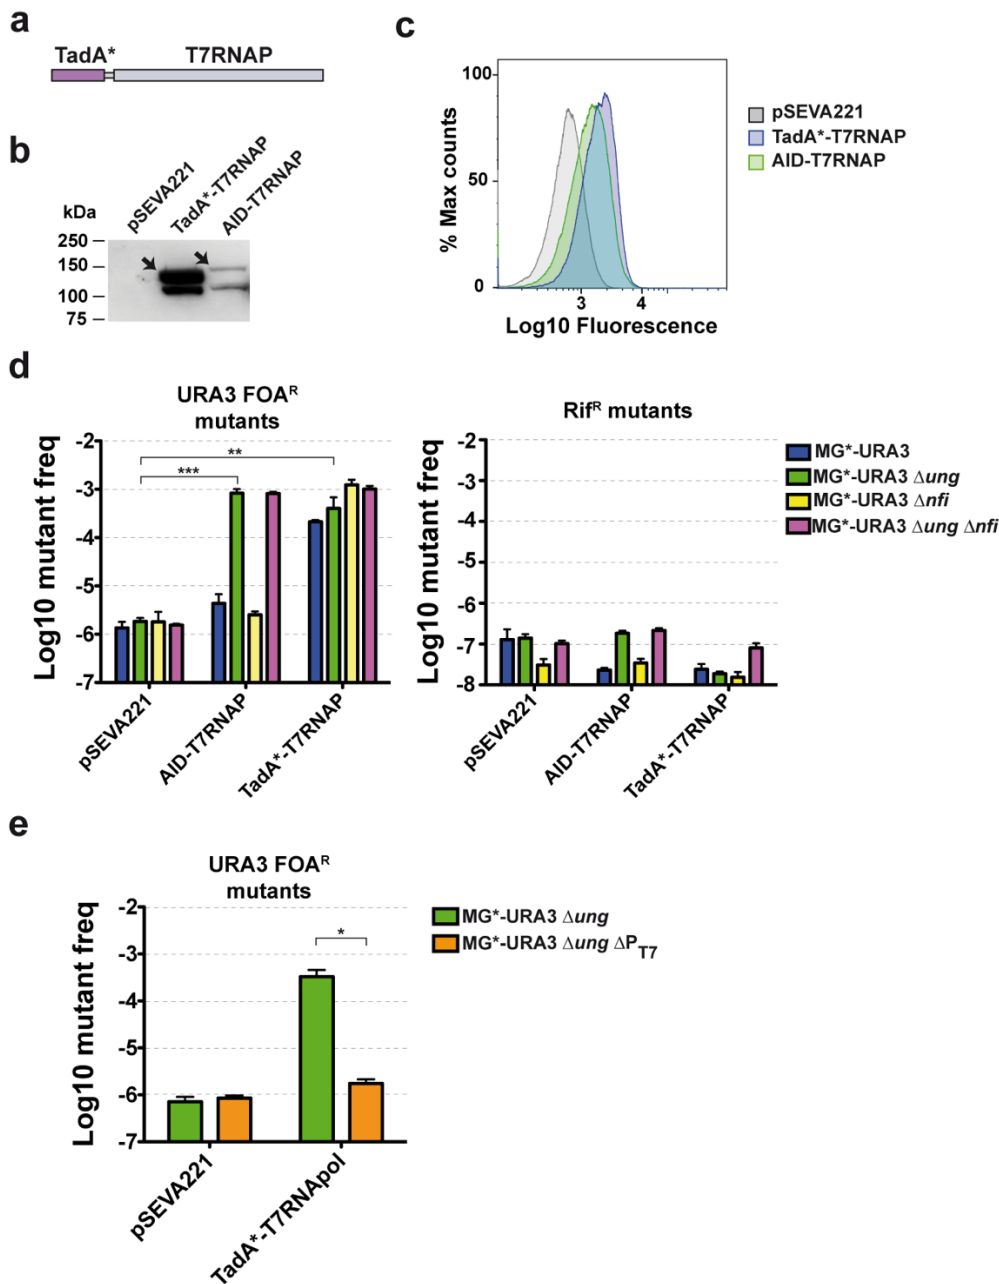 a
TadA* T7RNAP
b
pSEVA221
TadA*-T7RNAP
AID-T7RNAP
kDa
250
150
100
75
c
% Max counts
100
50
0
3 4
Log10 Fluorescence
pSEVA221
TadA*-T7RNAP
AID-T7RNAP
d
URA3 FOAᴿ
mutants
Log10 mutant freq
-2
-3
-4
-5
-6
-7
**
***
pSEVA221
AID-T7RNAP
TadA*-T7RNAP
Rifᴿ mutants
Log10 mutant freq
-2
-3
-4
-5
-6
-7
-8
pSEVA221
AID-T7RNAP
TadA*-T7RNAP
MG*-URA3
MG*-URA3 Δung
MG*-URA3 Δnfi
MG*-URA3 Δung Δnfi
e
URA3 FOAᴿ
mutants
Log10 mutant freq
-2
-3
-4
-5
-6
-7
*
pSEVA221
TadA*-T7RNApol
MG*-URA3 Δung
MG*-URA3 Δung ΔP_T7